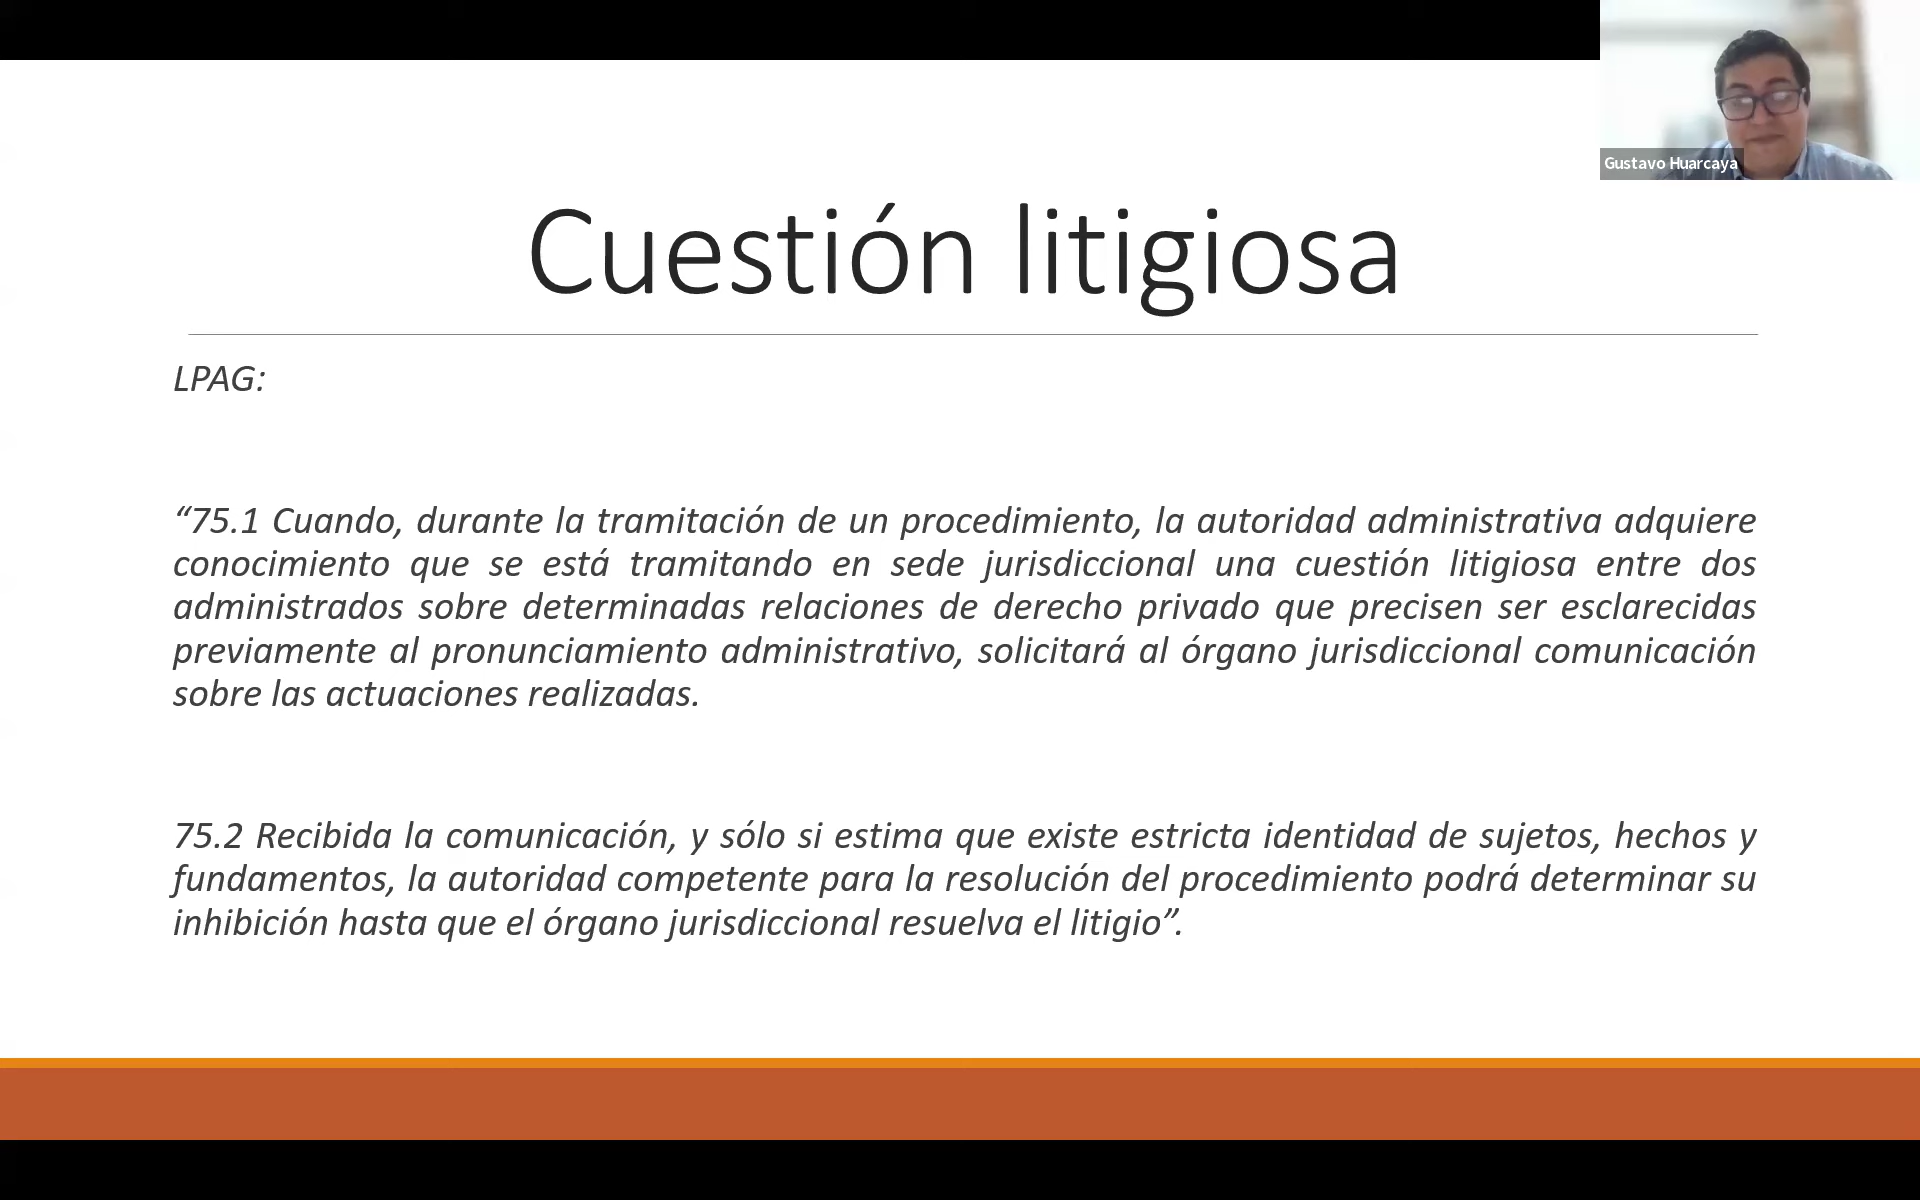 Gustavo Huarcaya
Cuestión litigiosa
LPAG:
“75.1 Cuando, durante la tramitación de un procedimiento, la autoridad administrativa adquiere
conocimiento que se está tramitando en sede jurisdiccional una cuestión litigiosa entre dos
administrados sobre determinadas relaciones de derecho privado que precisen ser esclarecidas
previamente al pronunciamiento administrativo, solicitará al órgano jurisdiccional comunicación
sobre las actuaciones realizadas.
75.2 Recibida la comunicación, y sólo si estima que existe estricta identidad de sujetos, hechos y
fundamentos, la autoridad competente para la resolución del procedimiento podrá determinar su
inhibición hasta que el órgano jurisdiccional resuelva el litigio”.